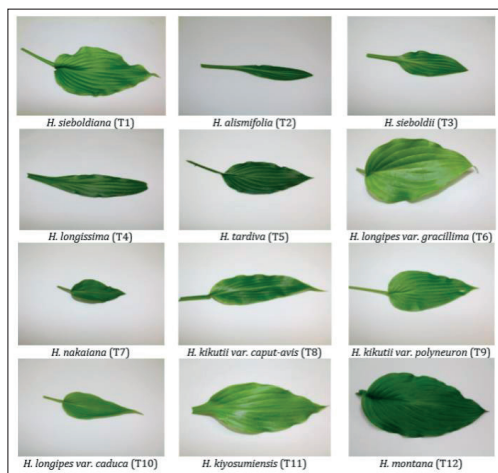 H. sieboldiana (T1)
H. alismifolia (T2)
H. sieboldii (T3)
H. longissima (T4)
H. tardiva (T5)
H. longipes var. gracillima (T6)
H. nakaiana (T7)
H. kikutii var. caput-avis (T8)
H. kikutii var. polyneuron (T9)
H. longipes var. caduca (T10)
H. kiyosumiensis (T11)
H. montana (T12)